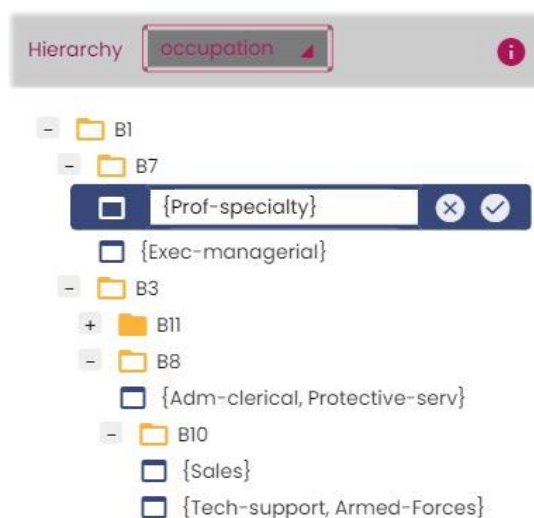 Hierarchy occupation
B1
B7
{Prof-specialty}
{Exec-managerial}
B3
B11
B8
{Adm-clerical, Protective-serv}
B10
{Sales}
{Tech-support, Armed-Forces}